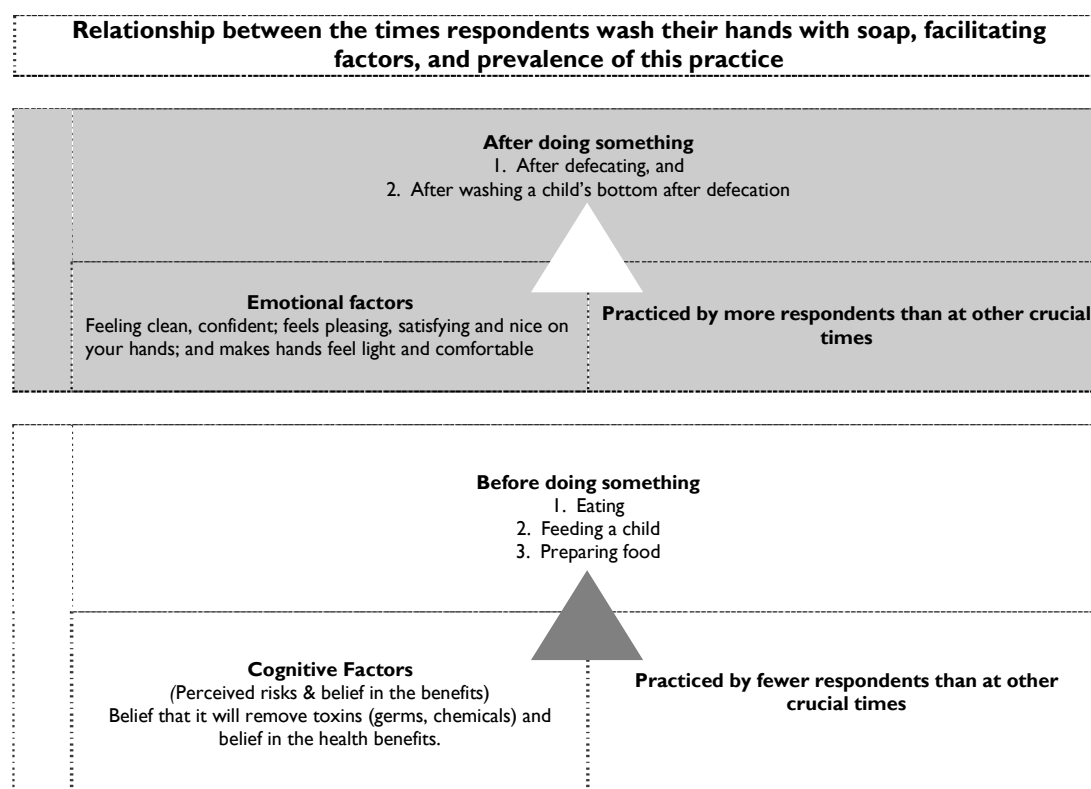 Relationship between the times respondents wash their hands with soap, facilitating
factors, and prevalence of this practice
After doing something
1. After defecating, and
2. After washing a child's bottom after defecation
Emotional factors
Feeling clean, confident; feels pleasing, satisfying and nice on
your hands; and makes hands feel light and comfortable
Practiced by more respondents than at other crucial
times
Before doing something
1. Eating
2. Feeding a child
3. Preparing food
Cognitive Factors
(Perceived risks & belief in the benefits)
Belief that it will remove toxins (germs, chemicals) and
belief in the health benefits.
Practiced by fewer respondents than at other
crucial times